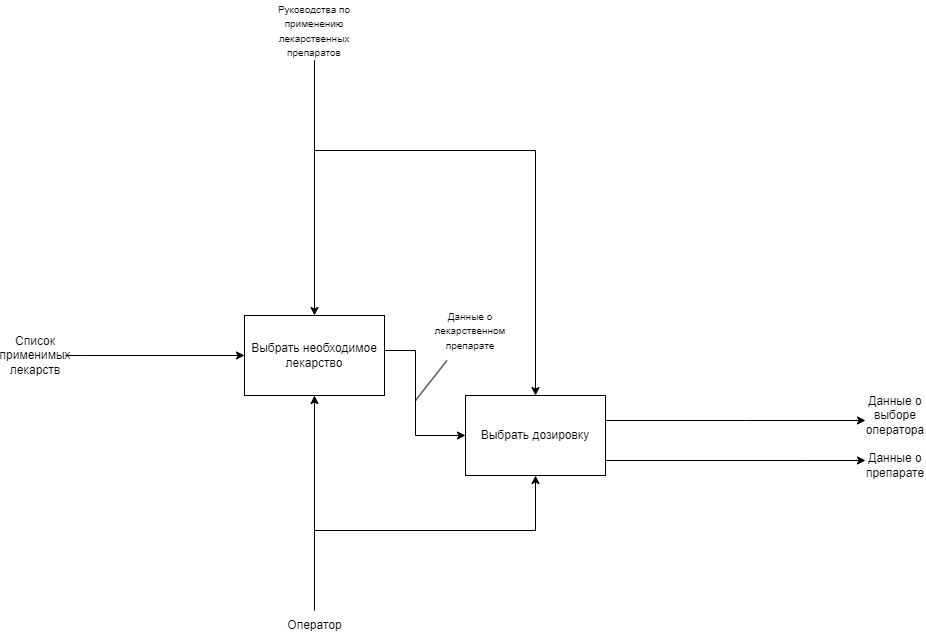 Руководства по
применению
лекарственных
препаратов
Данные о
лекарственном
препарате
Список
применимых
лекарств
Выбрать необходимое
лекарство
Выбрать дозировку
Данные о
выборе
оператора
Данные о
препарате
Оператор